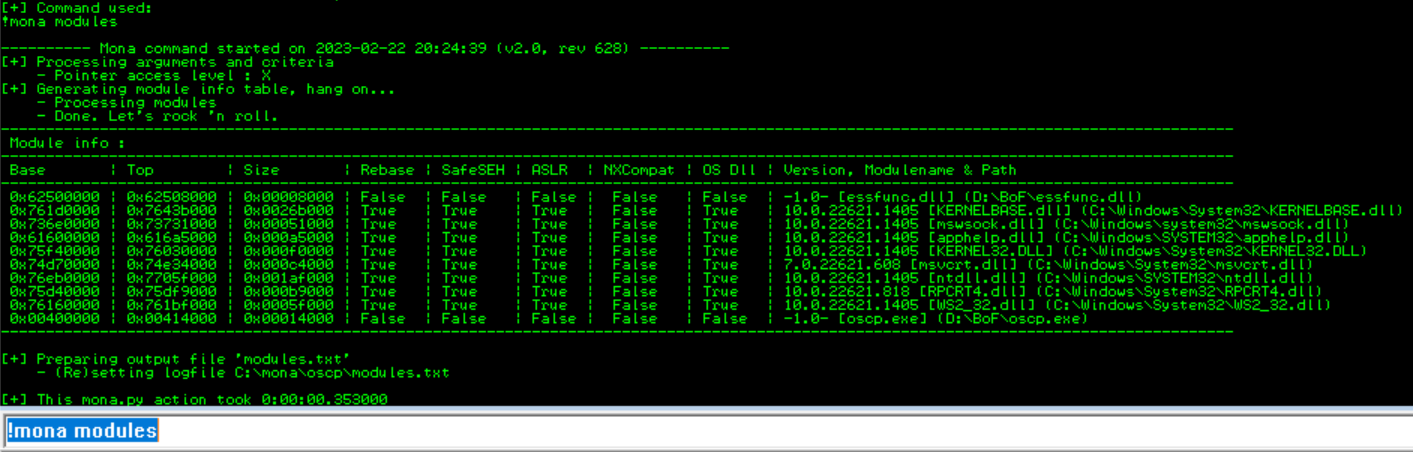 [+] Command used:
!mona modules
---------- Mona command started on 2023-02-22 20:24:39 (v2.0, rev 628) ----------
[+] Processing arguments and criteria
- Pointer access level : X
[+] Generating module info table, hang on...
- Processing modules
- Done. Let's rock 'n roll.
Module info :
Base | Top | Size | Rebase | SafeSEH | ASLR | NXCompat | OS Dll | Version, Modulename & Path
0x62500000 | 0x62508000 | 0x00008000 | False | False | False | False | False | -1.0- [essfunc.dll] (D:\BoF\essfunc.dll)
0x761d0000 | 0x7643b000 | 0x0026b000 | True | True | True | False | True | 10.0.22621.1405 [KERNELBASE.dll] (C:\Windows\System32\KERNELBASE.dll)
0x736e0000 | 0x73731000 | 0x00051000 | True | True | True | False | True | 10.0.22621.1405 [mswsock.dll] (C:\Windows\system32\mswsock.dll)
0x61600000 | 0x616a5000 | 0x000a5000 | True | True | True | False | True | 10.0.22621.1405 [apphelp.dll] (C:\Windows\SYSTEM32\apphelp.dll)
0x75f40000 | 0x76030000 | 0x000f0000 | True | True | True | False | True | 10.0.22621.1405 [KERNEL32.DLL] (C:\Windows\System32\KERNEL32.DLL)
0x74d70000 | 0x74e34000 | 0x000c4000 | True | True | True | False | True | 7.0.22621.608 [msvcrt.dll] (C:\Windows\System32\msvcrt.dll)
0x76eb0000 | 0x7705f000 | 0x001af000 | True | True | True | False | True | 10.0.22621.1405 [ntdll.dll] (C:\Windows\SYSTEM32\ntdll.dll)
0x75d40000 | 0x75df9000 | 0x000b9000 | True | True | True | False | True | 10.0.22621.818 [RPCRT4.dll] (C:\Windows\System32\RPCRT4.dll)
0x76160000 | 0x761bf000 | 0x0005f000 | True | True | True | False | True | 10.0.22621.1405 [WS2_32.dll] (C:\Windows\System32\WS2_32.dll)
0x00400000 | 0x00414000 | 0x00014000 | False | False | False | False | False | -1.0- [oscp.exe] (D:\BoF\oscp.exe)
[+] Preparing output file 'modules.txt'
- (Re)setting logfile C:\mona\oscp\modules.txt
[+] This mona.py action took 0:00:00.353000
!mona modules